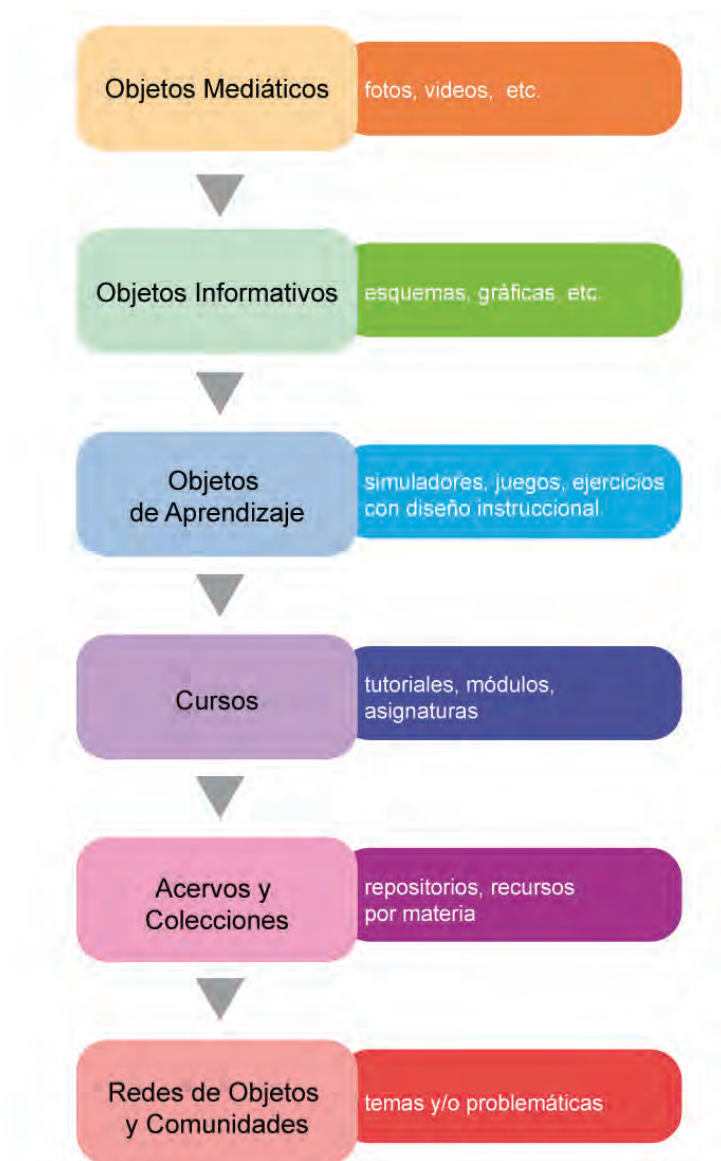 Objetos Mediáticos
fotos, videos, etc.
Objetos Informativos
esquemas, gráficas, etc.
Objetos
de Aprendizaje
simuladores, juegos, ejercicios
con diseño instruccional
Cursos
tutoriales, módulos,
asignaturas
Acervos y
Colecciones
repositorios, recursos
por materia
Redes de Objetos
y Comunidades
temas y/o problemáticas